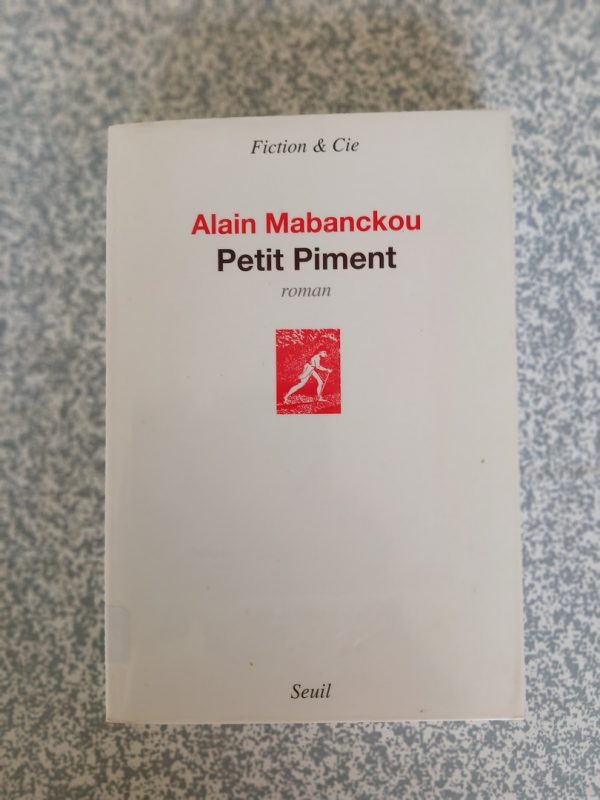 Fiction & Cie
Alain Mabanckou
Petit Piment
roman
Seuil